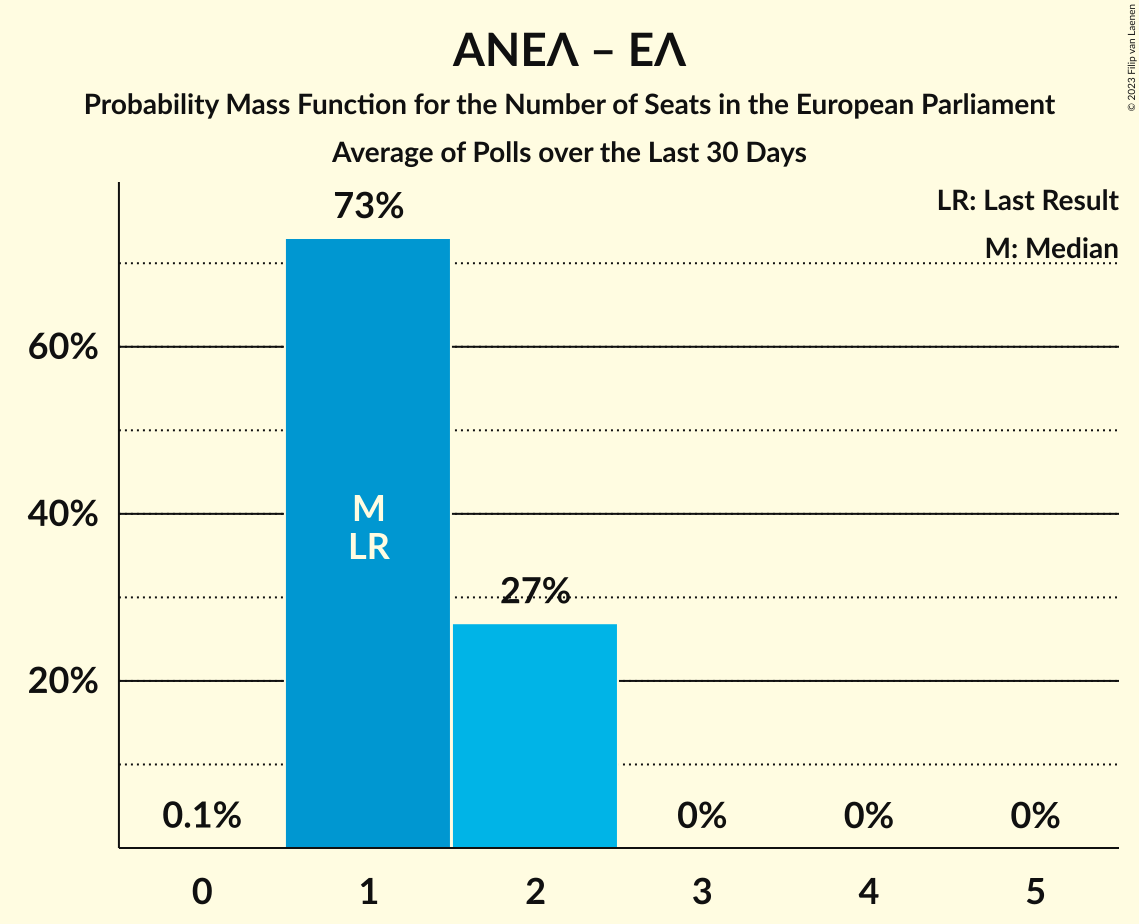 ΑΝΕΛ – ΕΛ
Probability Mass Function for the Number of Seats in the European Parliament
Average of Polls over the Last 30 Days
© 2023 Filip van Laenen
LR: Last Result
M: Median
73%
60%
40%
20%
M
LR
27%
0.1%
0%
0%
0%
0
1
2
3
4
5